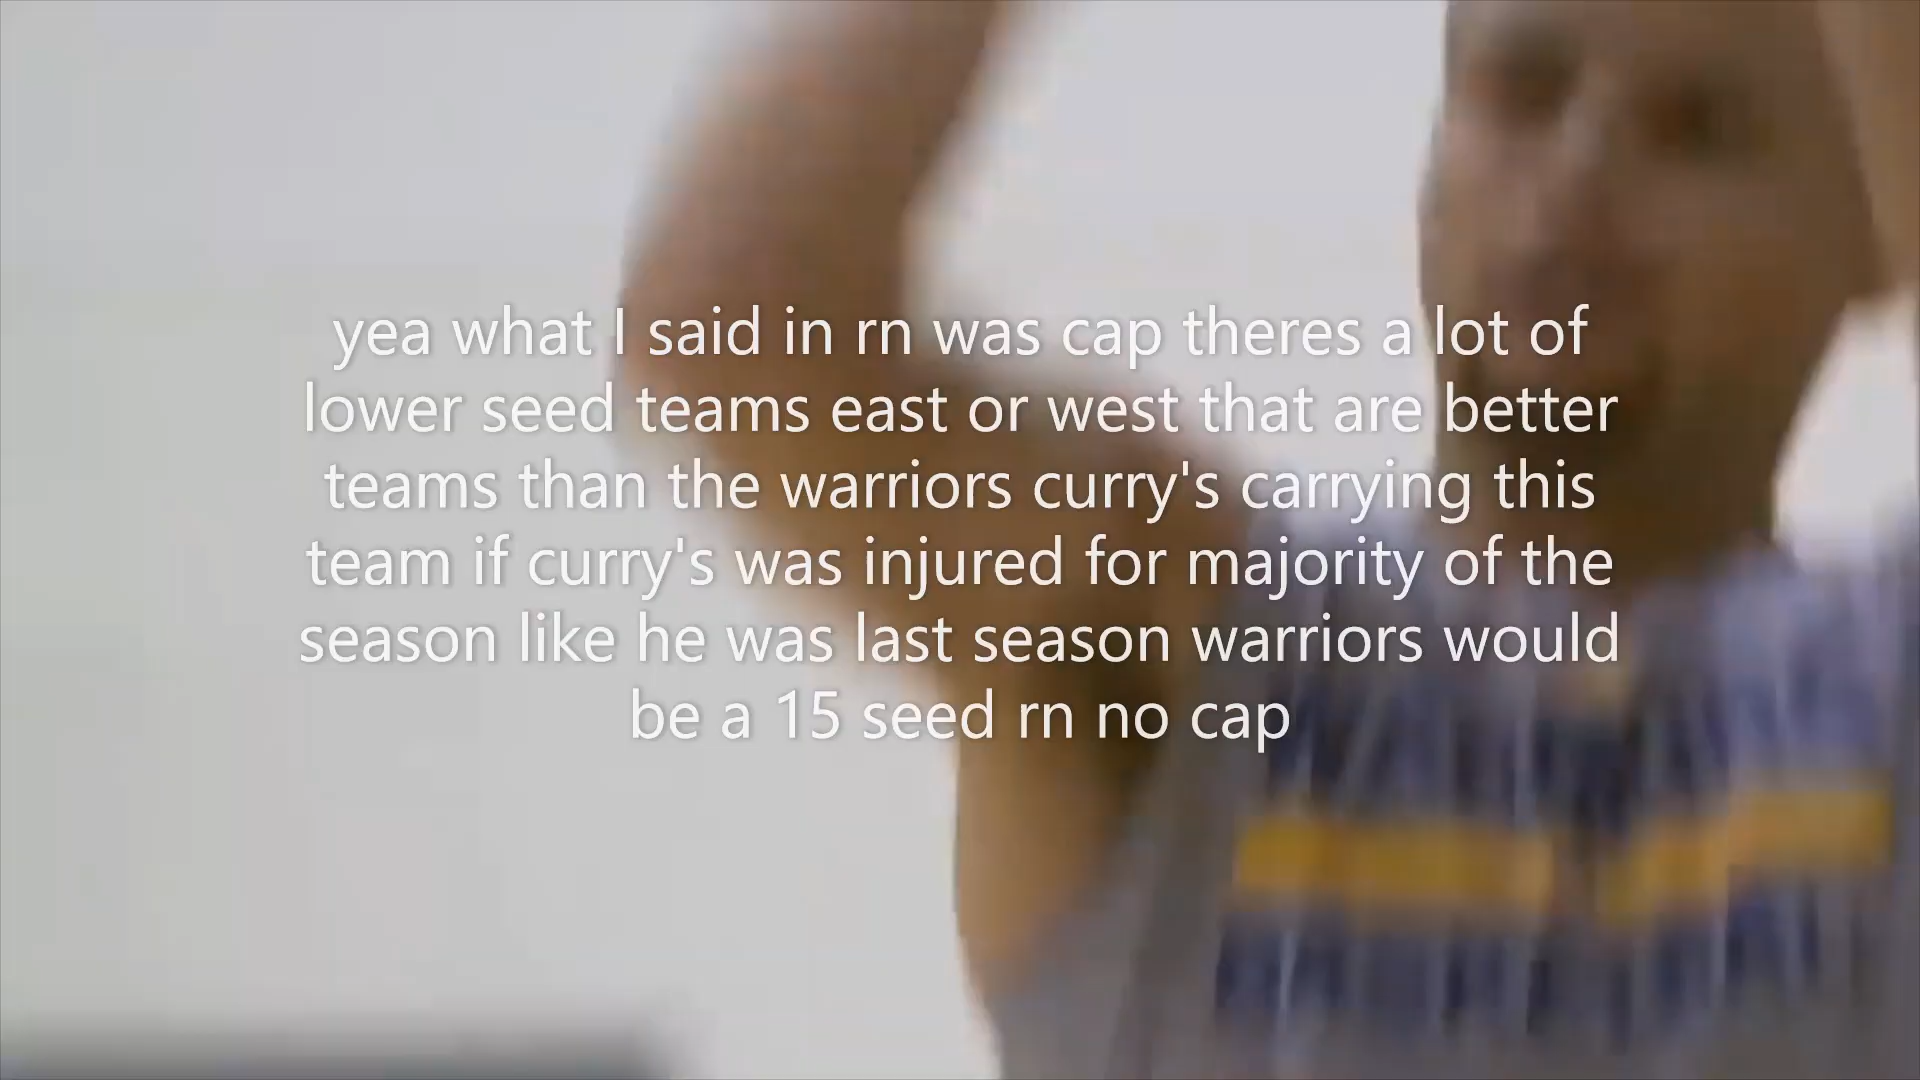 yea what I said in rn was cap theres a lot of
lower seed teams east or west that are better
teams than the warriors curry's carrying this
team if curry's was injured for majority of the
season like he was last season warriors would
be a 15 seed rn no cap